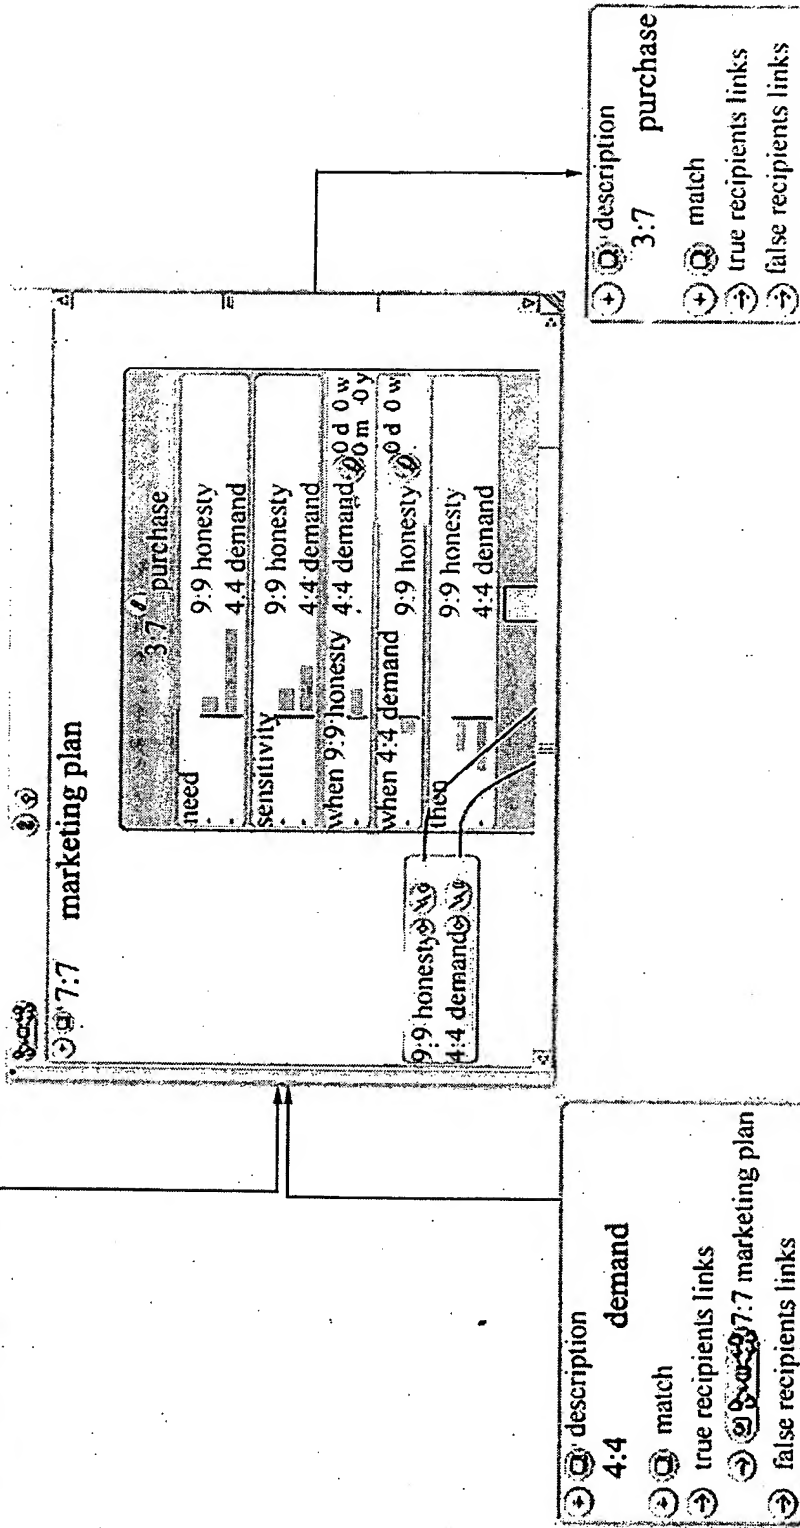 7:7 marketing plan
3:7 purchase
need
9:9 honesty
4:4 demand
sensitivity
9:9 honesty
4:4 demand
when 9:9 honesty 4:4 demand 0 d 0 w
0 m 0 y
when 4:4 demand 9:9 honesty 0 d 0 w
then
9:9 honesty
4:4 demand
9:9 honesty
4:4 demand
description
4:4 demand
match
true recipients links
7:7 marketing plan
false recipients links
description
3:7 purchase
match
true recipients links
false recipients links